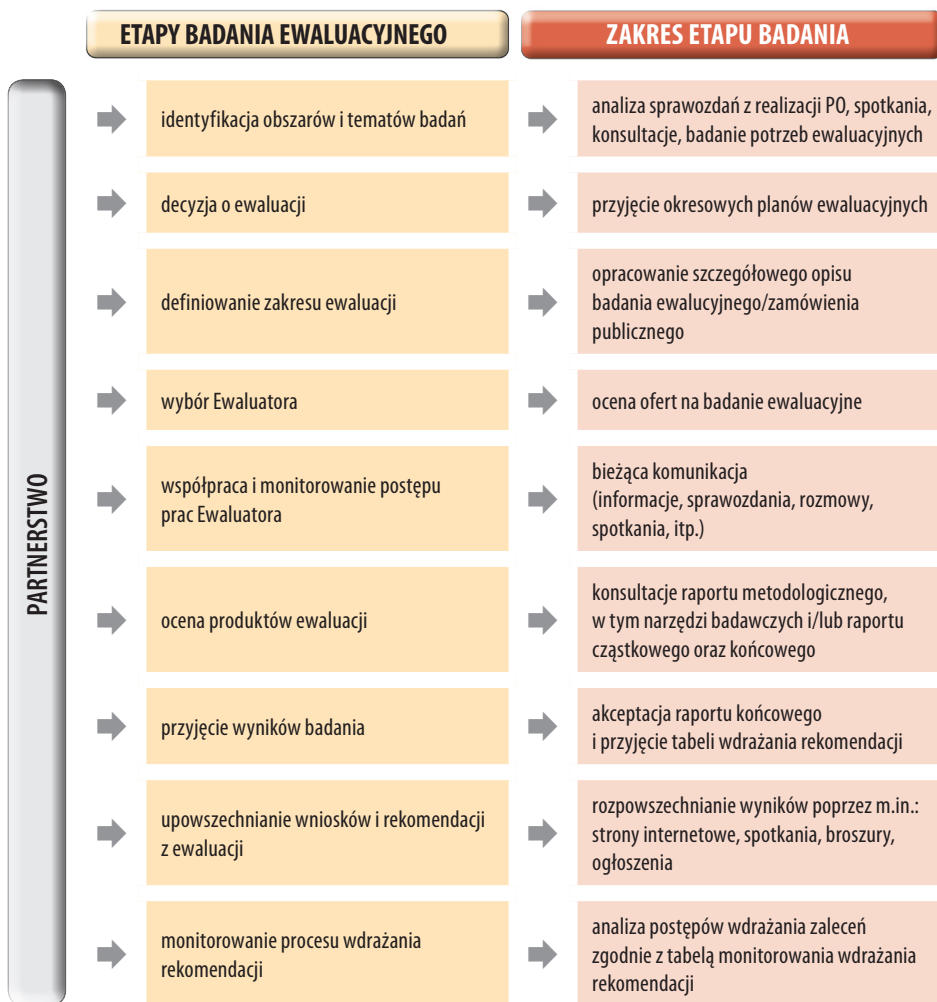 ETAPY BADANIA EWALUACYJNEGO
ZAKRES ETAPU BADANIA
PARTNERSTWO
identyfikacja obszarów i tematów badań
analiza sprawozdań z realizacji PO, spotkania,
konsultacje, badanie potrzeb ewaluacyjnych
decyzja o ewaluacji
przyjęcie okresowych planów ewaluacyjnych
definiowanie zakresu ewaluacji
opracowanie szczegółowego opisu
badania ewalucyjnego/zamówienia
publicznego
wybór Ewaluatora
ocena ofert na badanie ewaluacyjne
współpraca i monitorowanie postępu
prac Ewaluatora
bieżąca komunikacja
(informacje, sprawozdania, rozmowy,
spotkania, itp.)
ocena produktów ewaluacji
konsultacje raportu metodologicznego,
w tym narzędzi badawczych i/lub raportu
cząstkowego oraz końcowego
przyjęcie wyników badania
akceptacja raportu końcowego
i przyjęcie tabeli wdrażania rekomendacji
upowszechnianie wniosków i rekomendacji
z ewaluacji
rozpowszechnianie wyników poprzez m.in.:
strony internetowe, spotkania, broszury,
ogłoszenia
monitorowanie procesu wdrażania
rekomendacji
analiza postępów wdrażania zaleceń
zgodnie z tabelą monitorowania wdrażania
rekomendacji